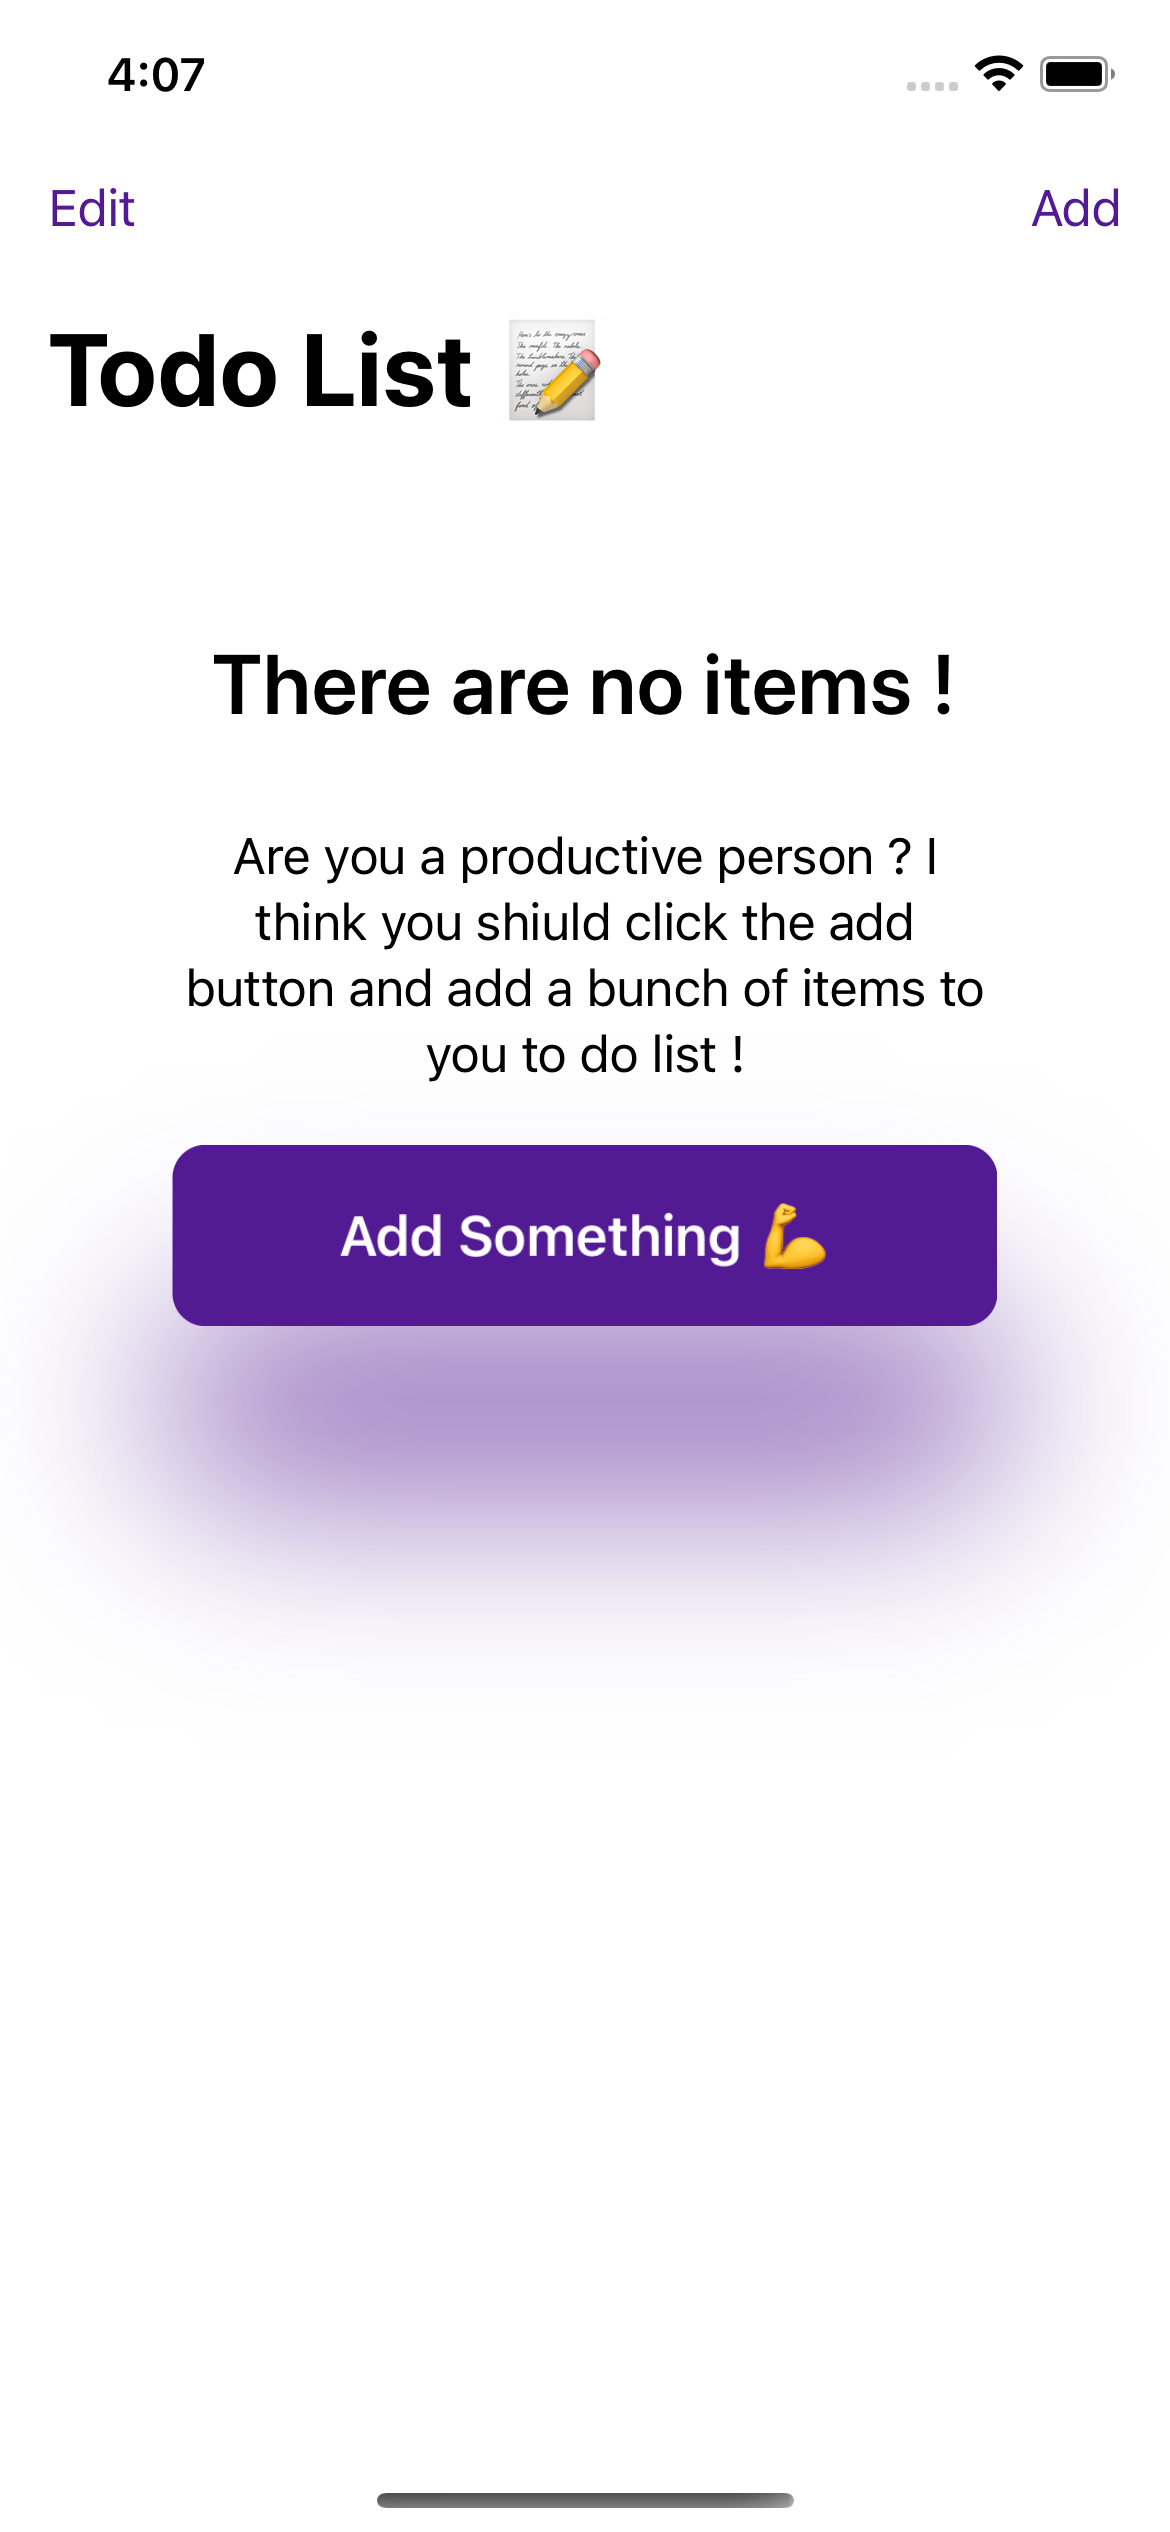 4:07
Edit
Add
Todo List 📝
There are no items !
Are you a productive person ? I
think you shiuld click the add
button and add a bunch of items to
you to do list !
Add Something 💪